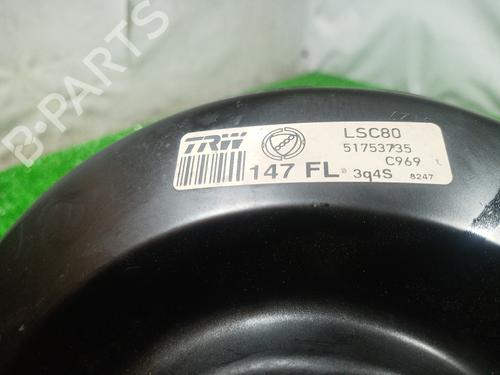 B-PARTS
TRW
LSC80
51753735
C969
147 FL
3q4S
8247